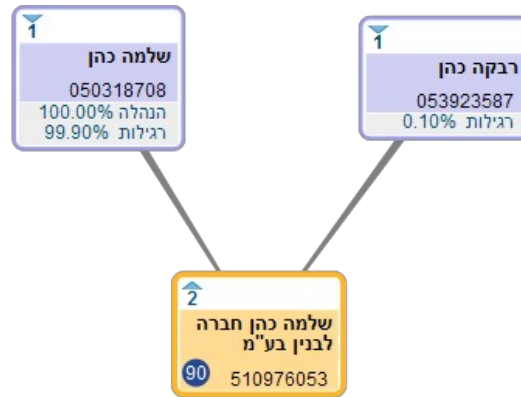 1
שלמה כהן
050318708
הנהלה 100.00%
רגילות 99.90%
1
רבקה כהן
053923587
רגילות 0.10%
2
שלמה כהן חברה
לבנין בע"מ
90 510976053